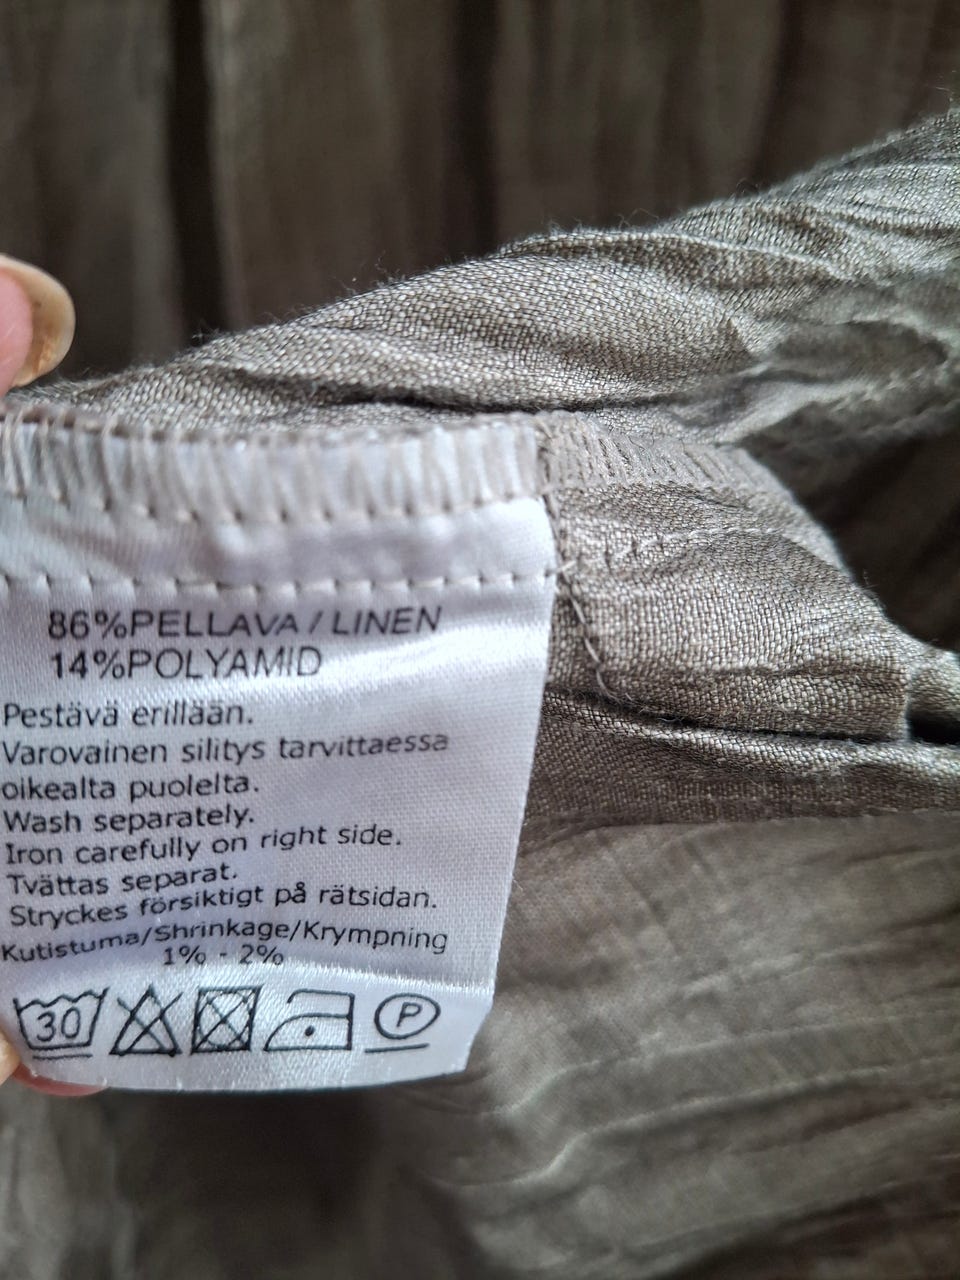 86%PELLAVA / LINEN
14%POLYAMID
Pestävä erillään.
Varovainen silitys tarvittaessa
oikealta puolelta.
Wash separately.
Iron carefully on right side.
Tvättas separat.
Stryckes försiktigt på rätsidan.
Kutistuma/Shrinkage/Krympning
1% - 2%
30 P